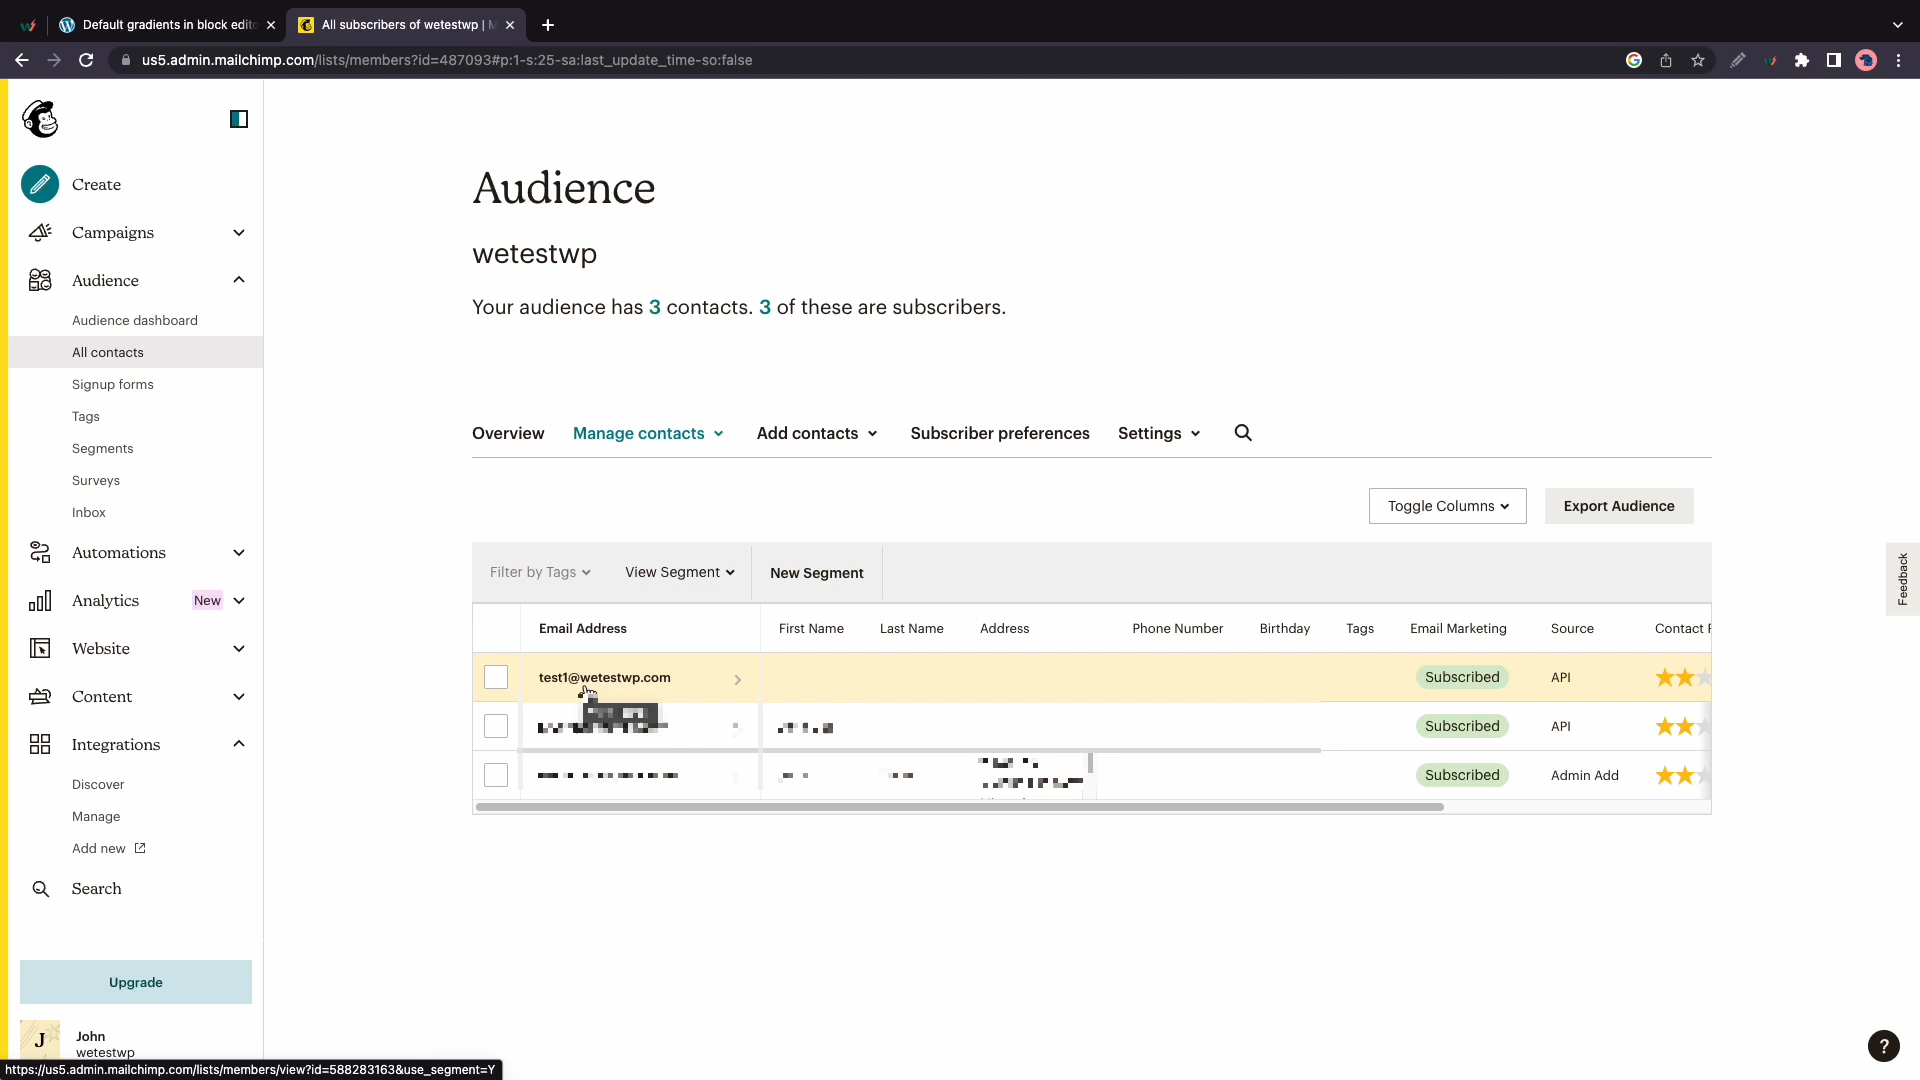 Default gradients in block edito
All subscribers of wetestwp | M
us5.admin.mailchimp.com/lists/members?id=487093#p:1-s:25-sa:last_update_time-so:false
Create
Campaigns
Audience
Audience dashboard
All contacts
Signup forms
Tags
Segments
Surveys
Inbox
Automations
Analytics New
Website
Content
Integrations
Discover
Manage
Add new
Search
Upgrade
J
John
wetestwp
Audience
wetestwp
Your audience has 3 contacts. 3 of these are subscribers.
Overview Manage contacts Add contacts Subscriber preferences Settings
Toggle Columns Export Audience
Filter by Tags View Segment New Segment
Email Address First Name Last Name Address Phone Number Birthday Tags Email Marketing Source Contact
test1@wetestwp.com Subscribed API
Subscribed API
Subscribed Admin Add
Feedback
?
https://us5.admin.mailchimp.com/lists/members/view?id=588283163&use_segment=Y